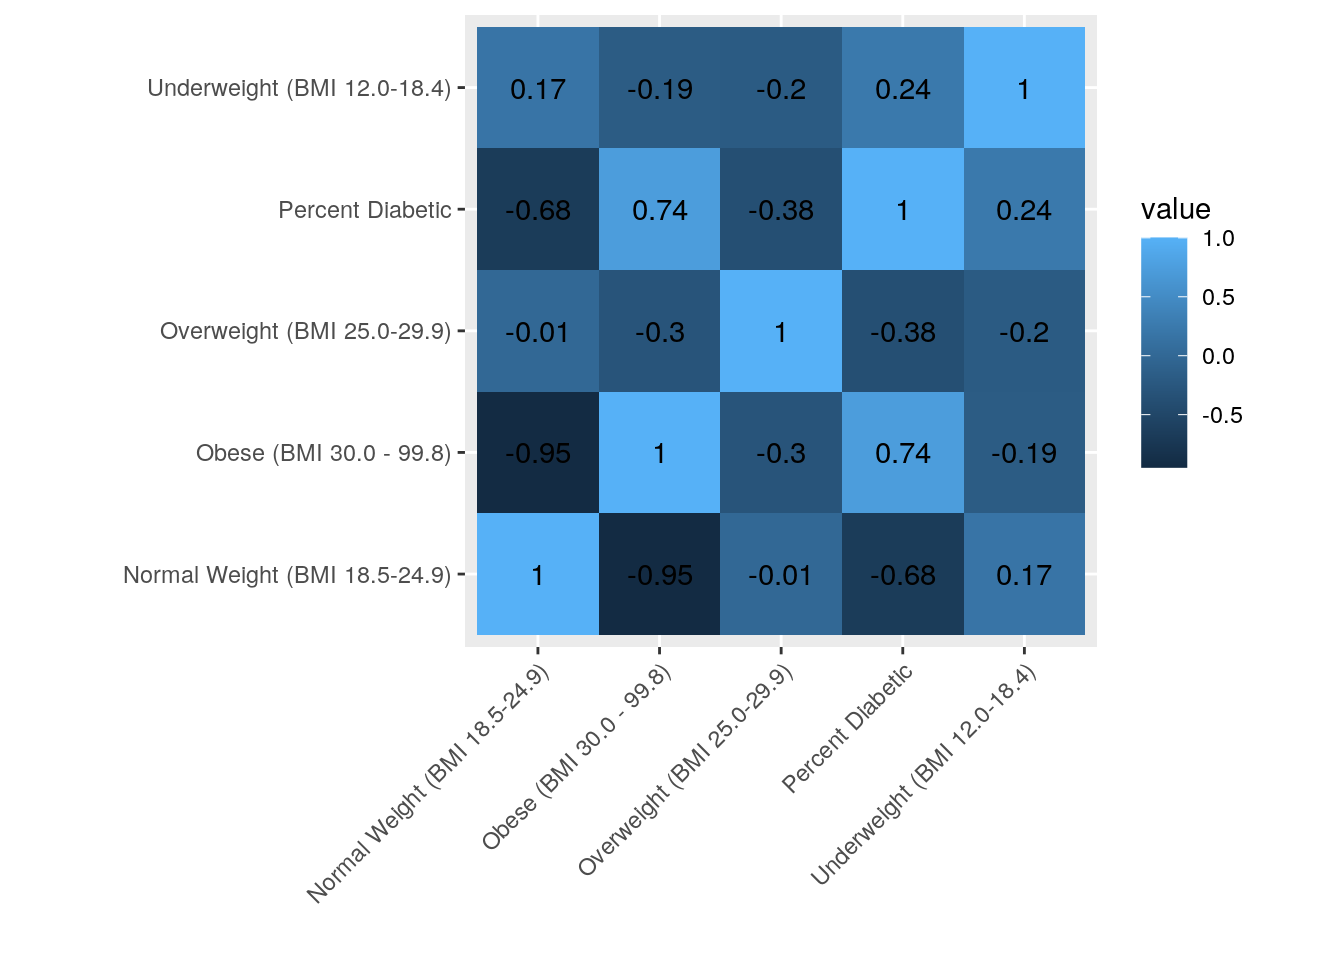 Underweight (BMI 12.0-18.4) 0.17 -0.19 -0.2 0.24 1
Percent Diabetic -0.68 0.74 -0.38 1 0.24
Overweight (BMI 25.0-29.9) -0.01 -0.3 1 -0.38 -0.2
Obese (BMI 30.0 - 99.8) -0.95 1 -0.3 0.74 -0.19
Normal Weight (BMI 18.5-24.9) 1 -0.95 -0.01 -0.68 0.17
Normal Weight (BMI 18.5-24.9)
Obese (BMI 30.0 - 99.8)
Overweight (BMI 25.0-29.9)
Percent Diabetic
Underweight (BMI 12.0-18.4)
value
1.0
0.5
0.0
-0.5